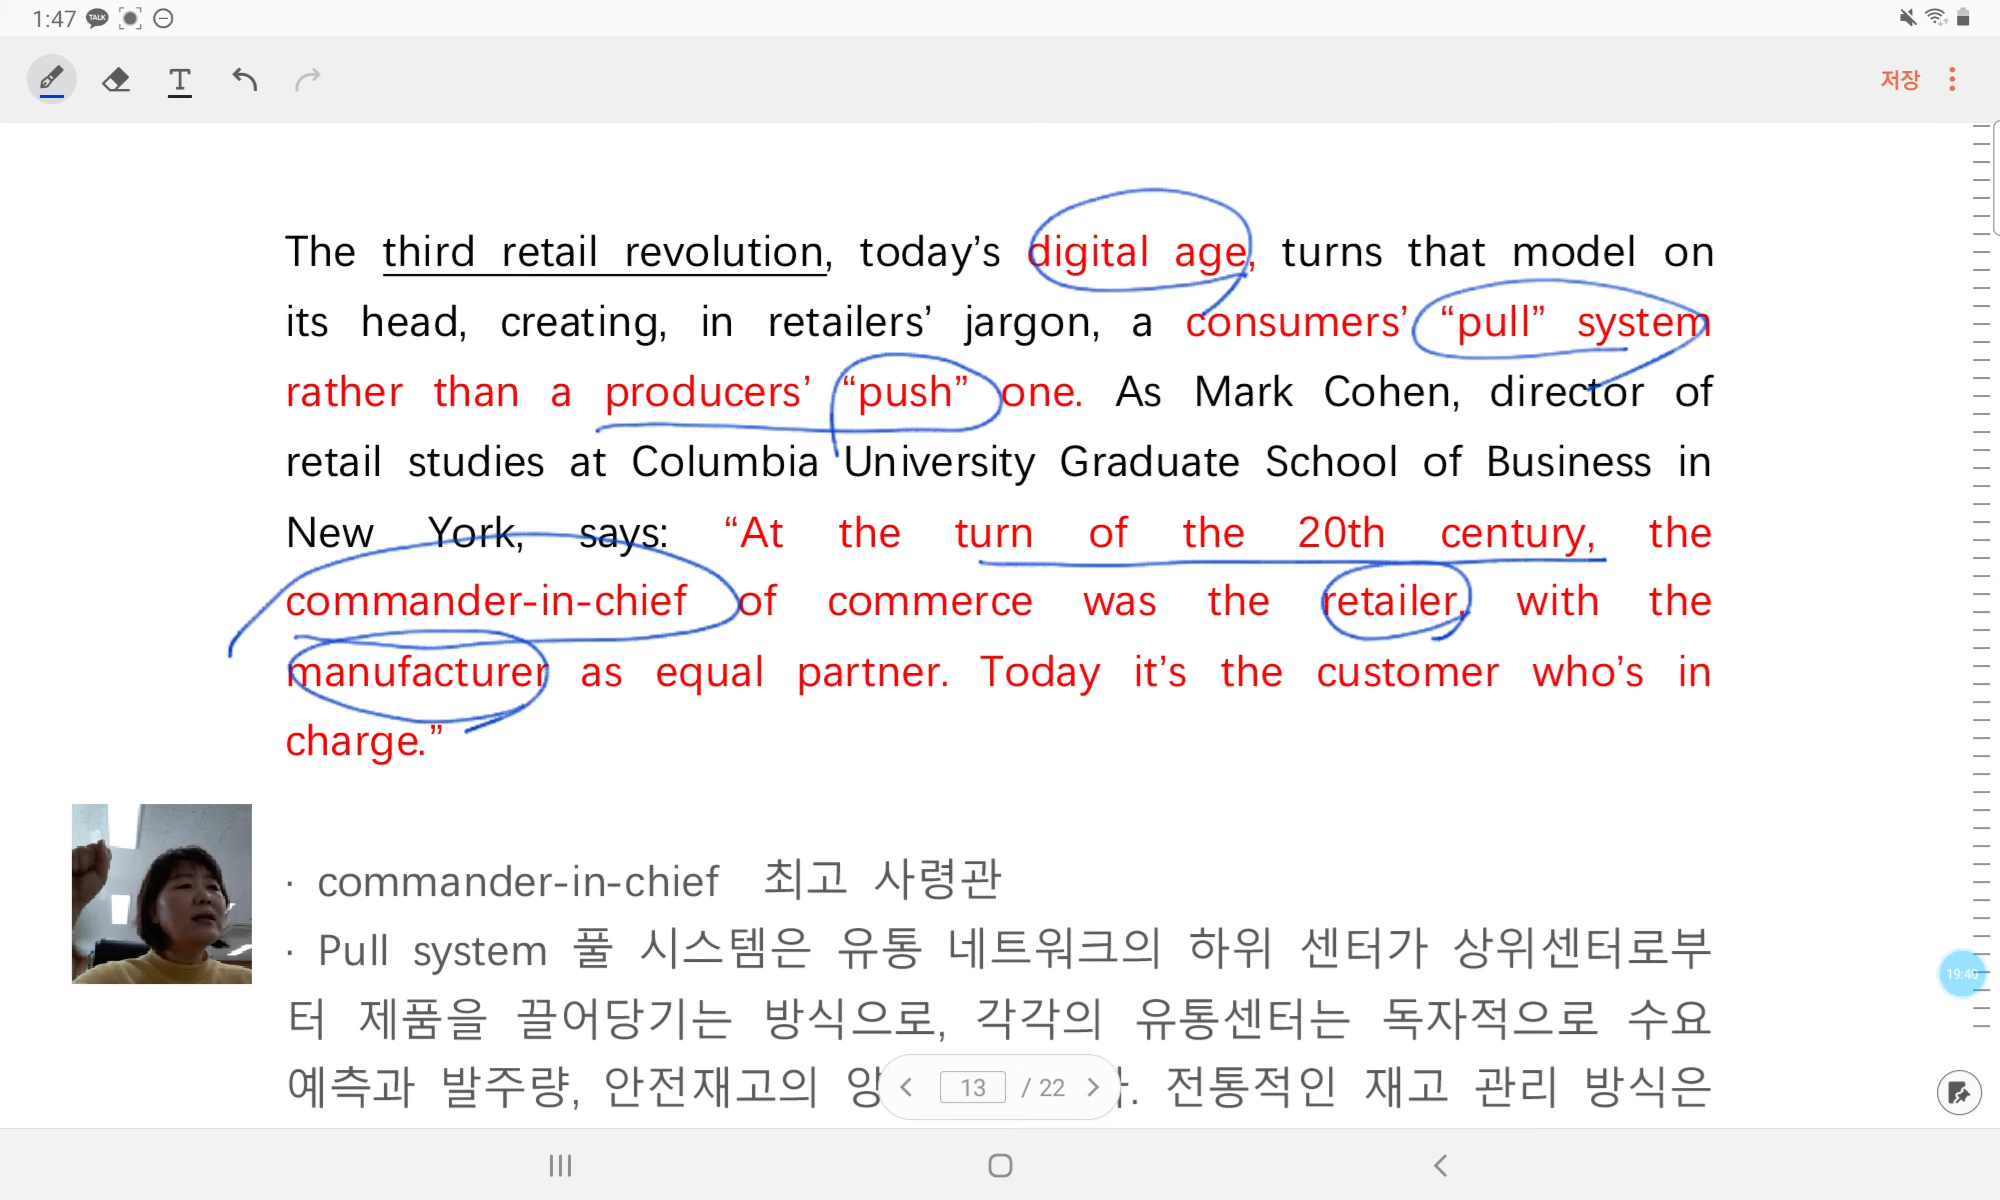 1:47
TALK
저장
The third retail revolution, today’s digital age, turns that model on
its head, creating, in retailers’ jargon, a consumers’ “pull” system
rather than a producers’ “push” one. As Mark Cohen, director of
retail studies at Columbia University Graduate School of Business in
New York, says: “At the turn of the 20th century, the
commander-in-chief of commerce was the retailer, with the
manufacturer as equal partner. Today it’s the customer who’s in
charge.”
· commander-in-chief 최고 사령관
· Pull system 풀 시스템은 유통 네트워크의 하위 센터가 상위센터로부
터 제품을 끌어당기는 방식으로, 각각의 유통센터는 독자적으로 수요
예측과 발주량, 안전재고의 전통적인 재고 관리 방식은
13 / 22
19:40